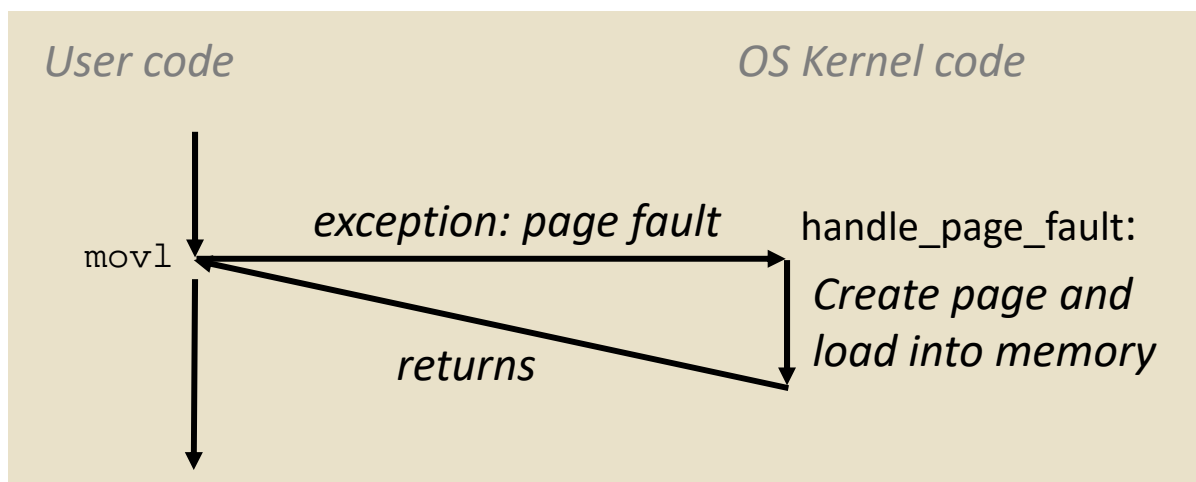 User code
OS Kernel code
exception: page fault
handle_page_fault:
movl
Create page and
load into memory
returns